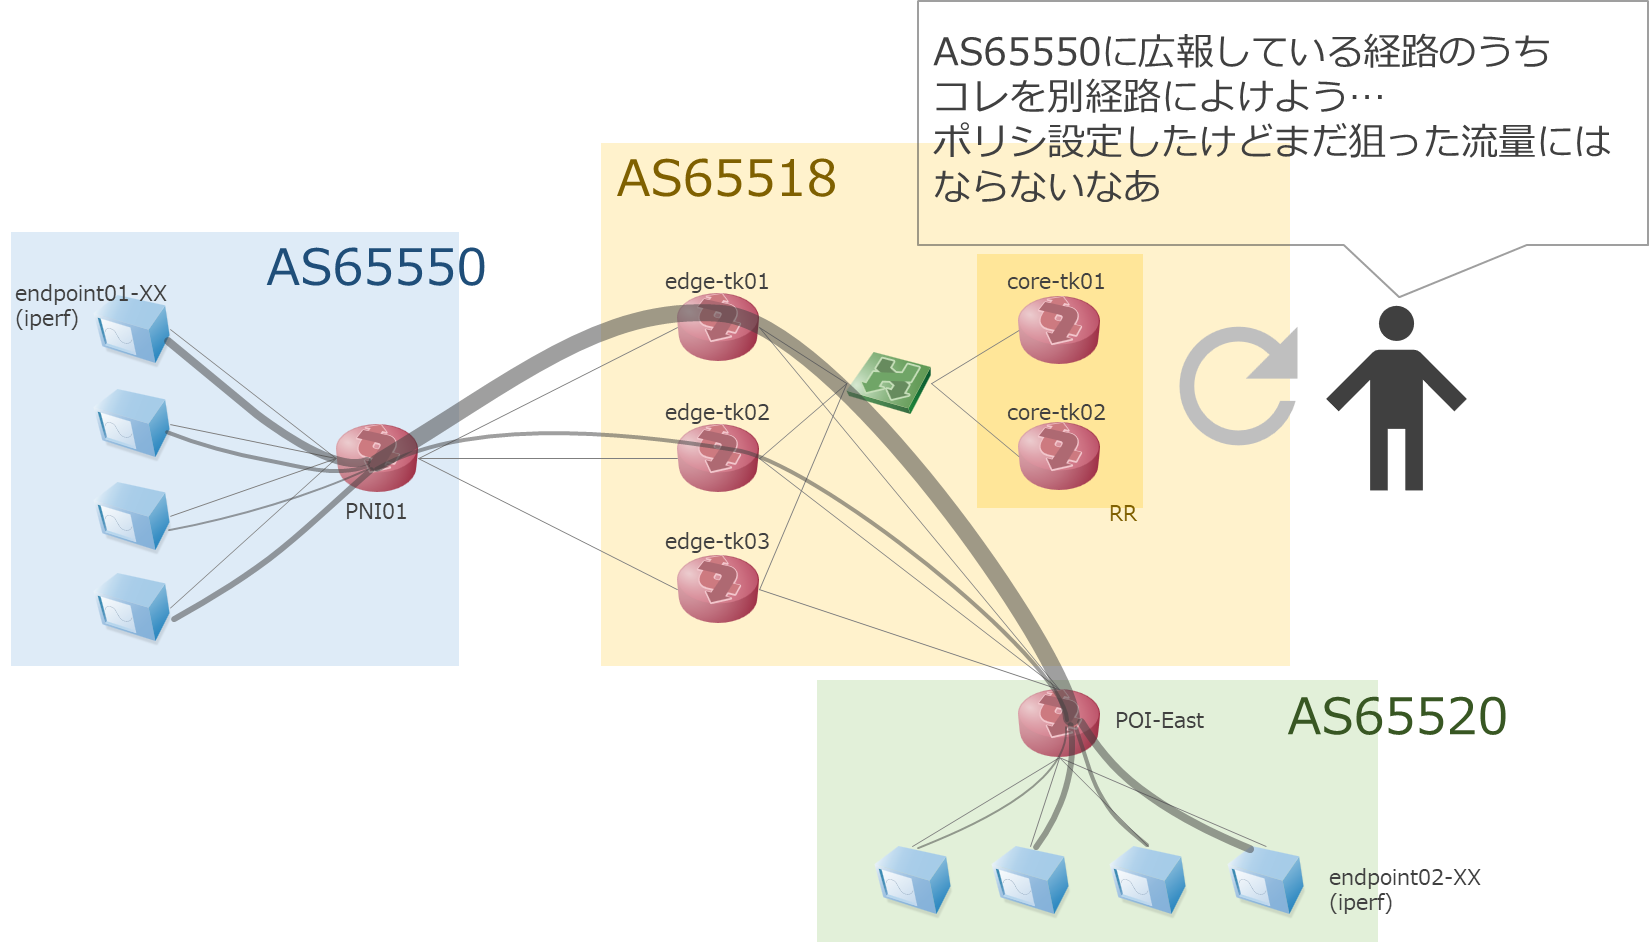 AS65550に広報している経路のうち
コレを別経路によけよう…
ポリシ設定したけどまだ狙った流量には
ならないなあ
AS65518
AS65550
endpoint01-XX
(iperf)
edge-tk01
core-tk01
edge-tk02
core-tk02
PNI01
RR
edge-tk03
AS65520
POI-East
endpoint02-XX
(iperf)